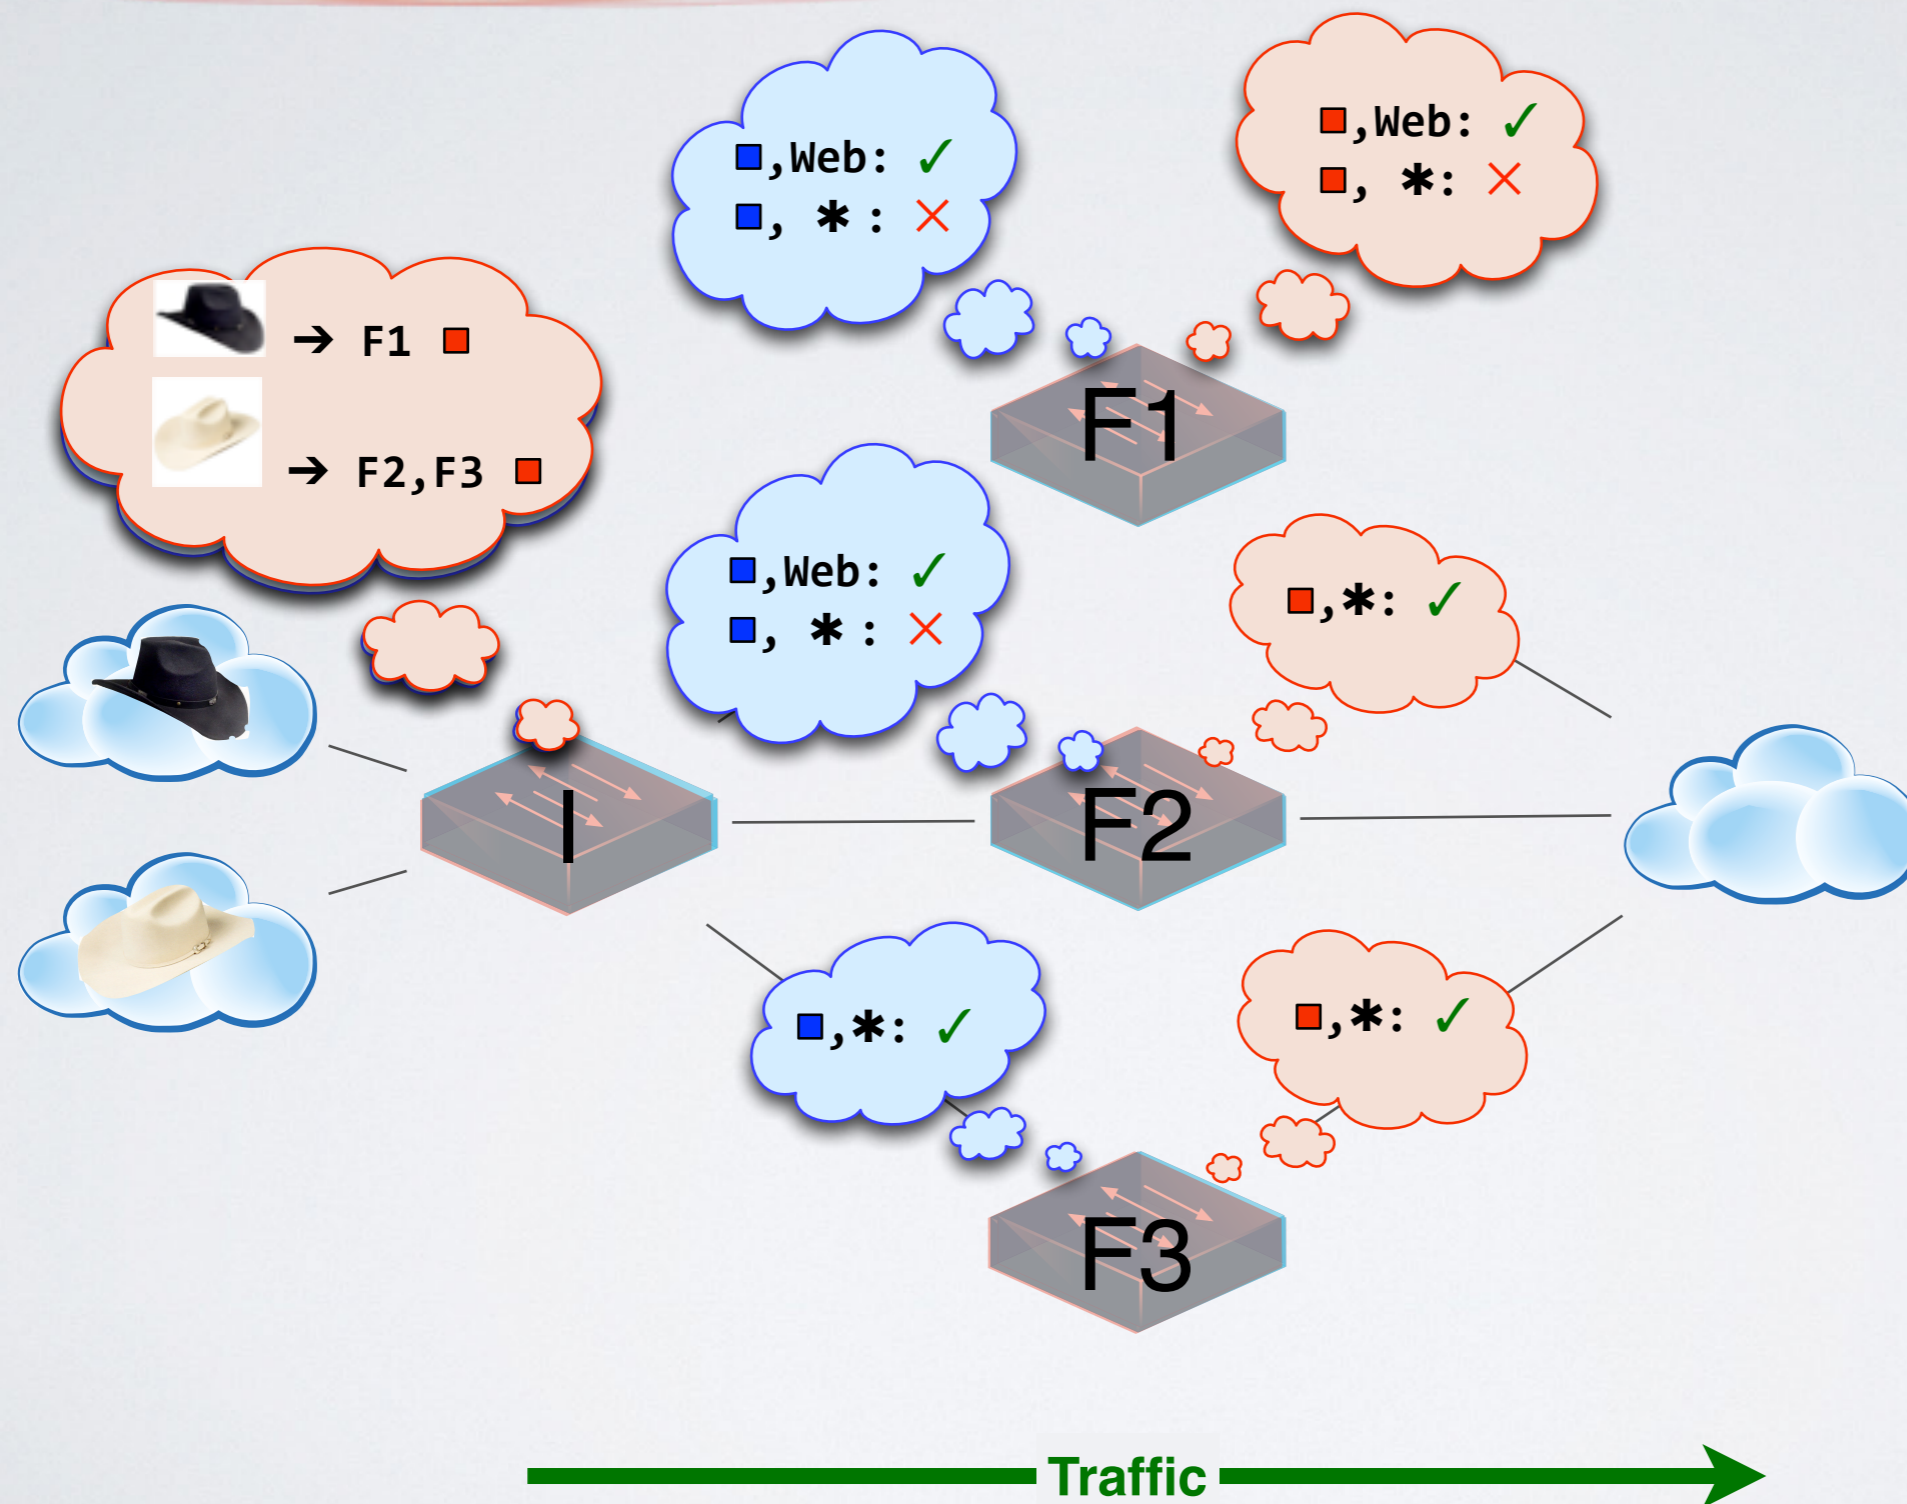 ,Web: ✓
, * : ✕
,Web: ✓
, *: ✕
→ F1
→ F2,F3
F1
,Web: ✓
, * : ✕
,*: ✓
I
F2
,*: ✓
,*: ✓
F3
Traffic